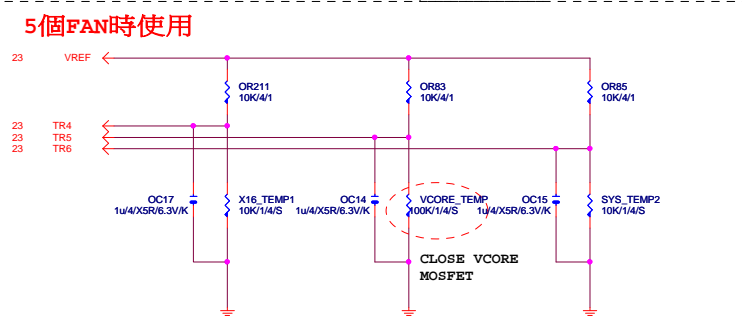 5個FAN時使用
23 VREF
OR211
10K/4/1
OR83
10K/4/1
OR85
10K/4/1
23 TR4
23 TR5
23 TR6
OC17
1u/4/X5R/6.3V/K
X16_TEMP1
10K/1/4/S
OC14
1u/4/X5R/6.3V/K
VCORE_TEMP
100K/1/4/S
OC15
1u/4/X5R/6.3V/K
SYS_TEMP2
10K/1/4/S
CLOSE VCORE
MOSFET